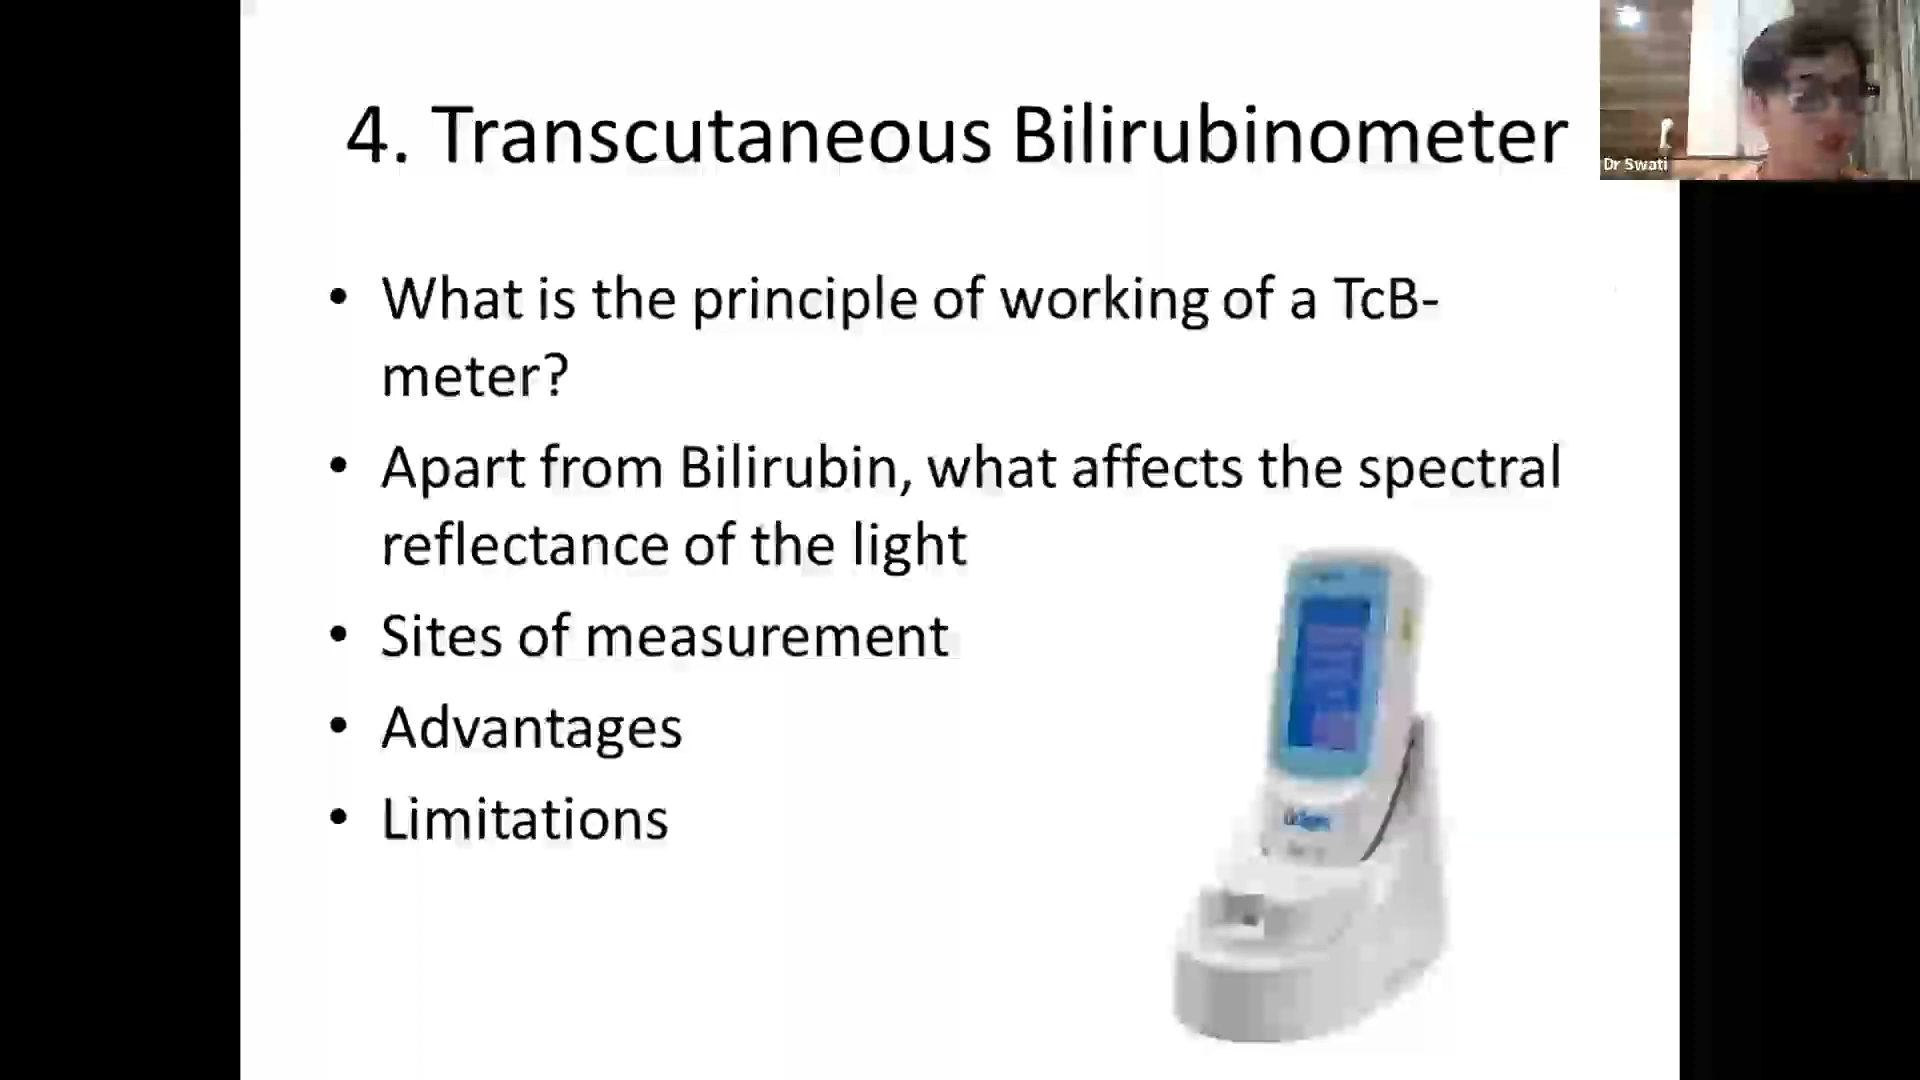 4. Transcutaneous Bilirubinometer
Dr Swati
• What is the principle of working of a TcB-
meter?
• Apart from Bilirubin, what affects the spectral
reflectance of the light
• Sites of measurement
• Advantages
• Limitations